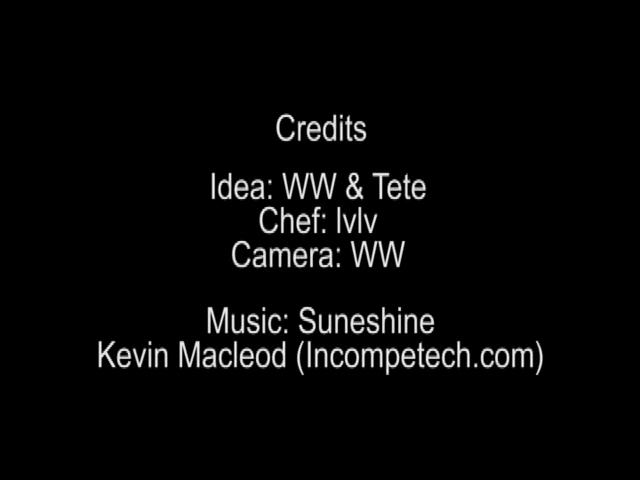 Credits
Idea: WW & Tete
Chef: lvlv
Camera: WW
Music: Suneshine
Kevin Macleod (Incompetech.com)